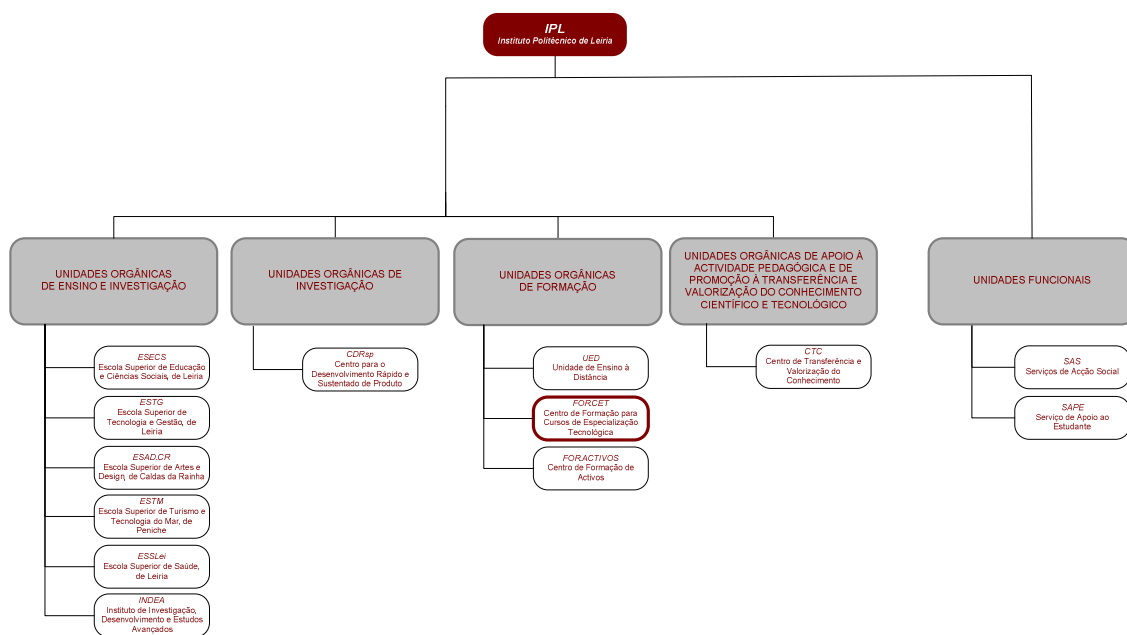 IPL
Instituto Politécnico de Leiria
UNIDADES ORGÂNICAS
DE ENSINO E INVESTIGAÇÃO
UNIDADES ORGÂNICAS DE
INVESTIGAÇÃO
UNIDADES ORGÂNICAS
DE FORMAÇÃO
UNIDADES ORGÂNICAS DE APOIO À
ACTIVIDADE PEDAGÓGICA E DE
PROMOÇÃO À TRANSFERÊNCIA E
VALORIZAÇÃO DO CONHECIMENTO
CIENTÍFICO E TECNOLÓGICO
UNIDADES FUNCIONAIS
ESECS
Escola Superior de Educação
e Ciências Sociais, de Leiria
ESTG
Escola Superior de
Tecnologia e Gestão, de
Leiria
ESAD.CR
Escola Superior de Artes e
Design, de Caldas da Rainha
ESTM
Escola Superior de Turismo e
Tecnologia do Mar, de
Peniche
ESSLei
Escola Superior de Saúde,
de Leiria
INDEA
Instituto de Investigação,
Desenvolvimento e Estudos
Avançados
CDRsp
Centro para o
Desenvolvimento Rápido e
Sustentado de Produto
UED
Unidade de Ensino à
Distância
FORCET
Centro de Formação para
Cursos de Especialização
Tecnológica
FOR.ACTIVOS
Centro de Formação de
Activos
CTC
Centro de Transferência e
Valorização do
Conhecimento
SAS
Serviços de Acção Social
SAPE
Serviço de Apoio ao
Estudante